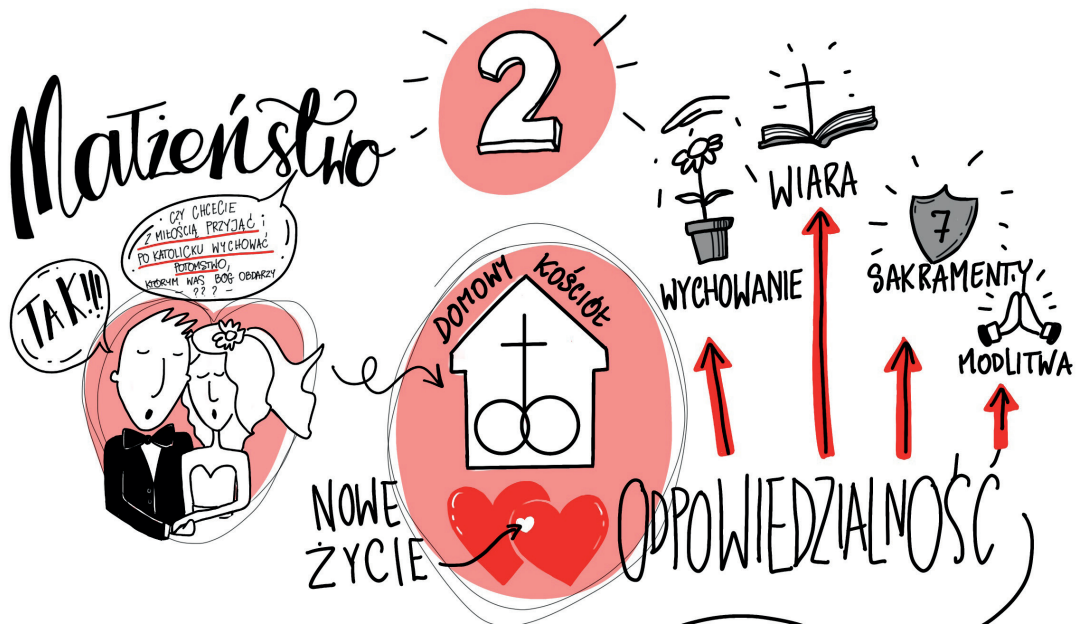 2
Małżeństwo
CZY CHCECIE
Z MIŁOŚCIĄ PRZYJĄĆ I
PO KATOLICKU WYCHOWAĆ
POTOMSTWO,
KTÓRYM WAS BÓG OBDARZY
- ??? -
TAK!!!
DOMOWY KOŚCIÓŁ
NOWE
ŻYCIE
WYCHOWANIE
WIARA
7
SAKRAMENTY,
MODLITWA
ODPOWIEDZIALNOŚĆ